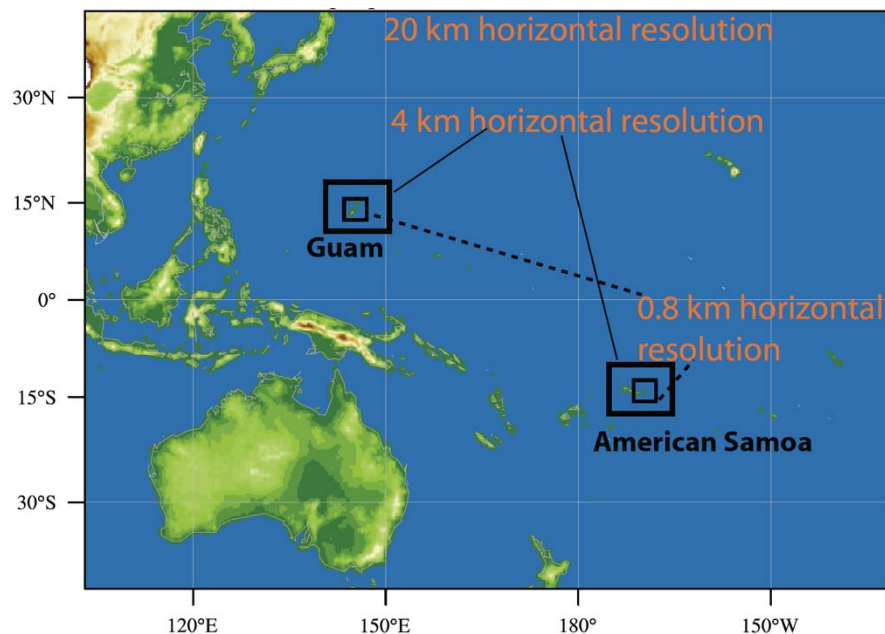 20 km horizontal resolution
30°N
4 km horizontal resolution
15°N
Guam
0°
0.8 km horizontal
resolution
15°S
American Samoa
30°S
120°E
150°E
180°
150°W